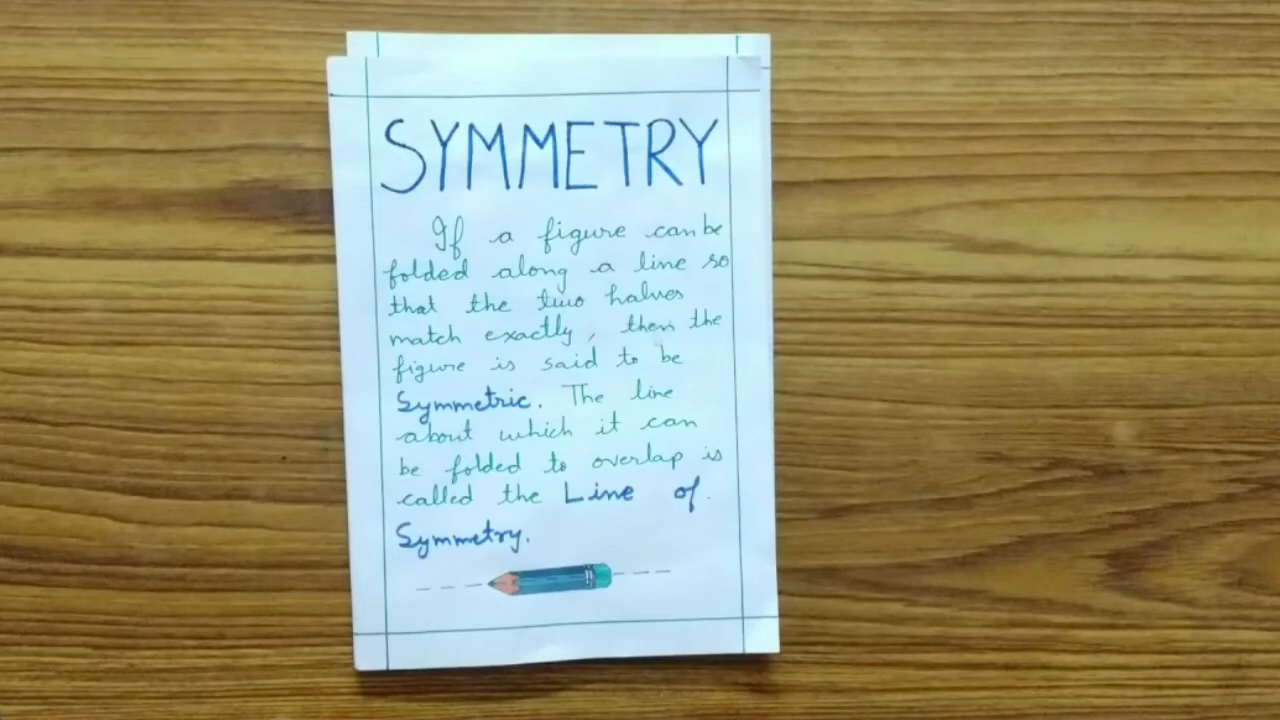 SYMMETRY
If a figure can be
folded along a line so
that the two halves
match exactly, then the
figure is said to be
Symmetric. The line
about which it can
be folded to overlap is
called the Line of
Symmetry.